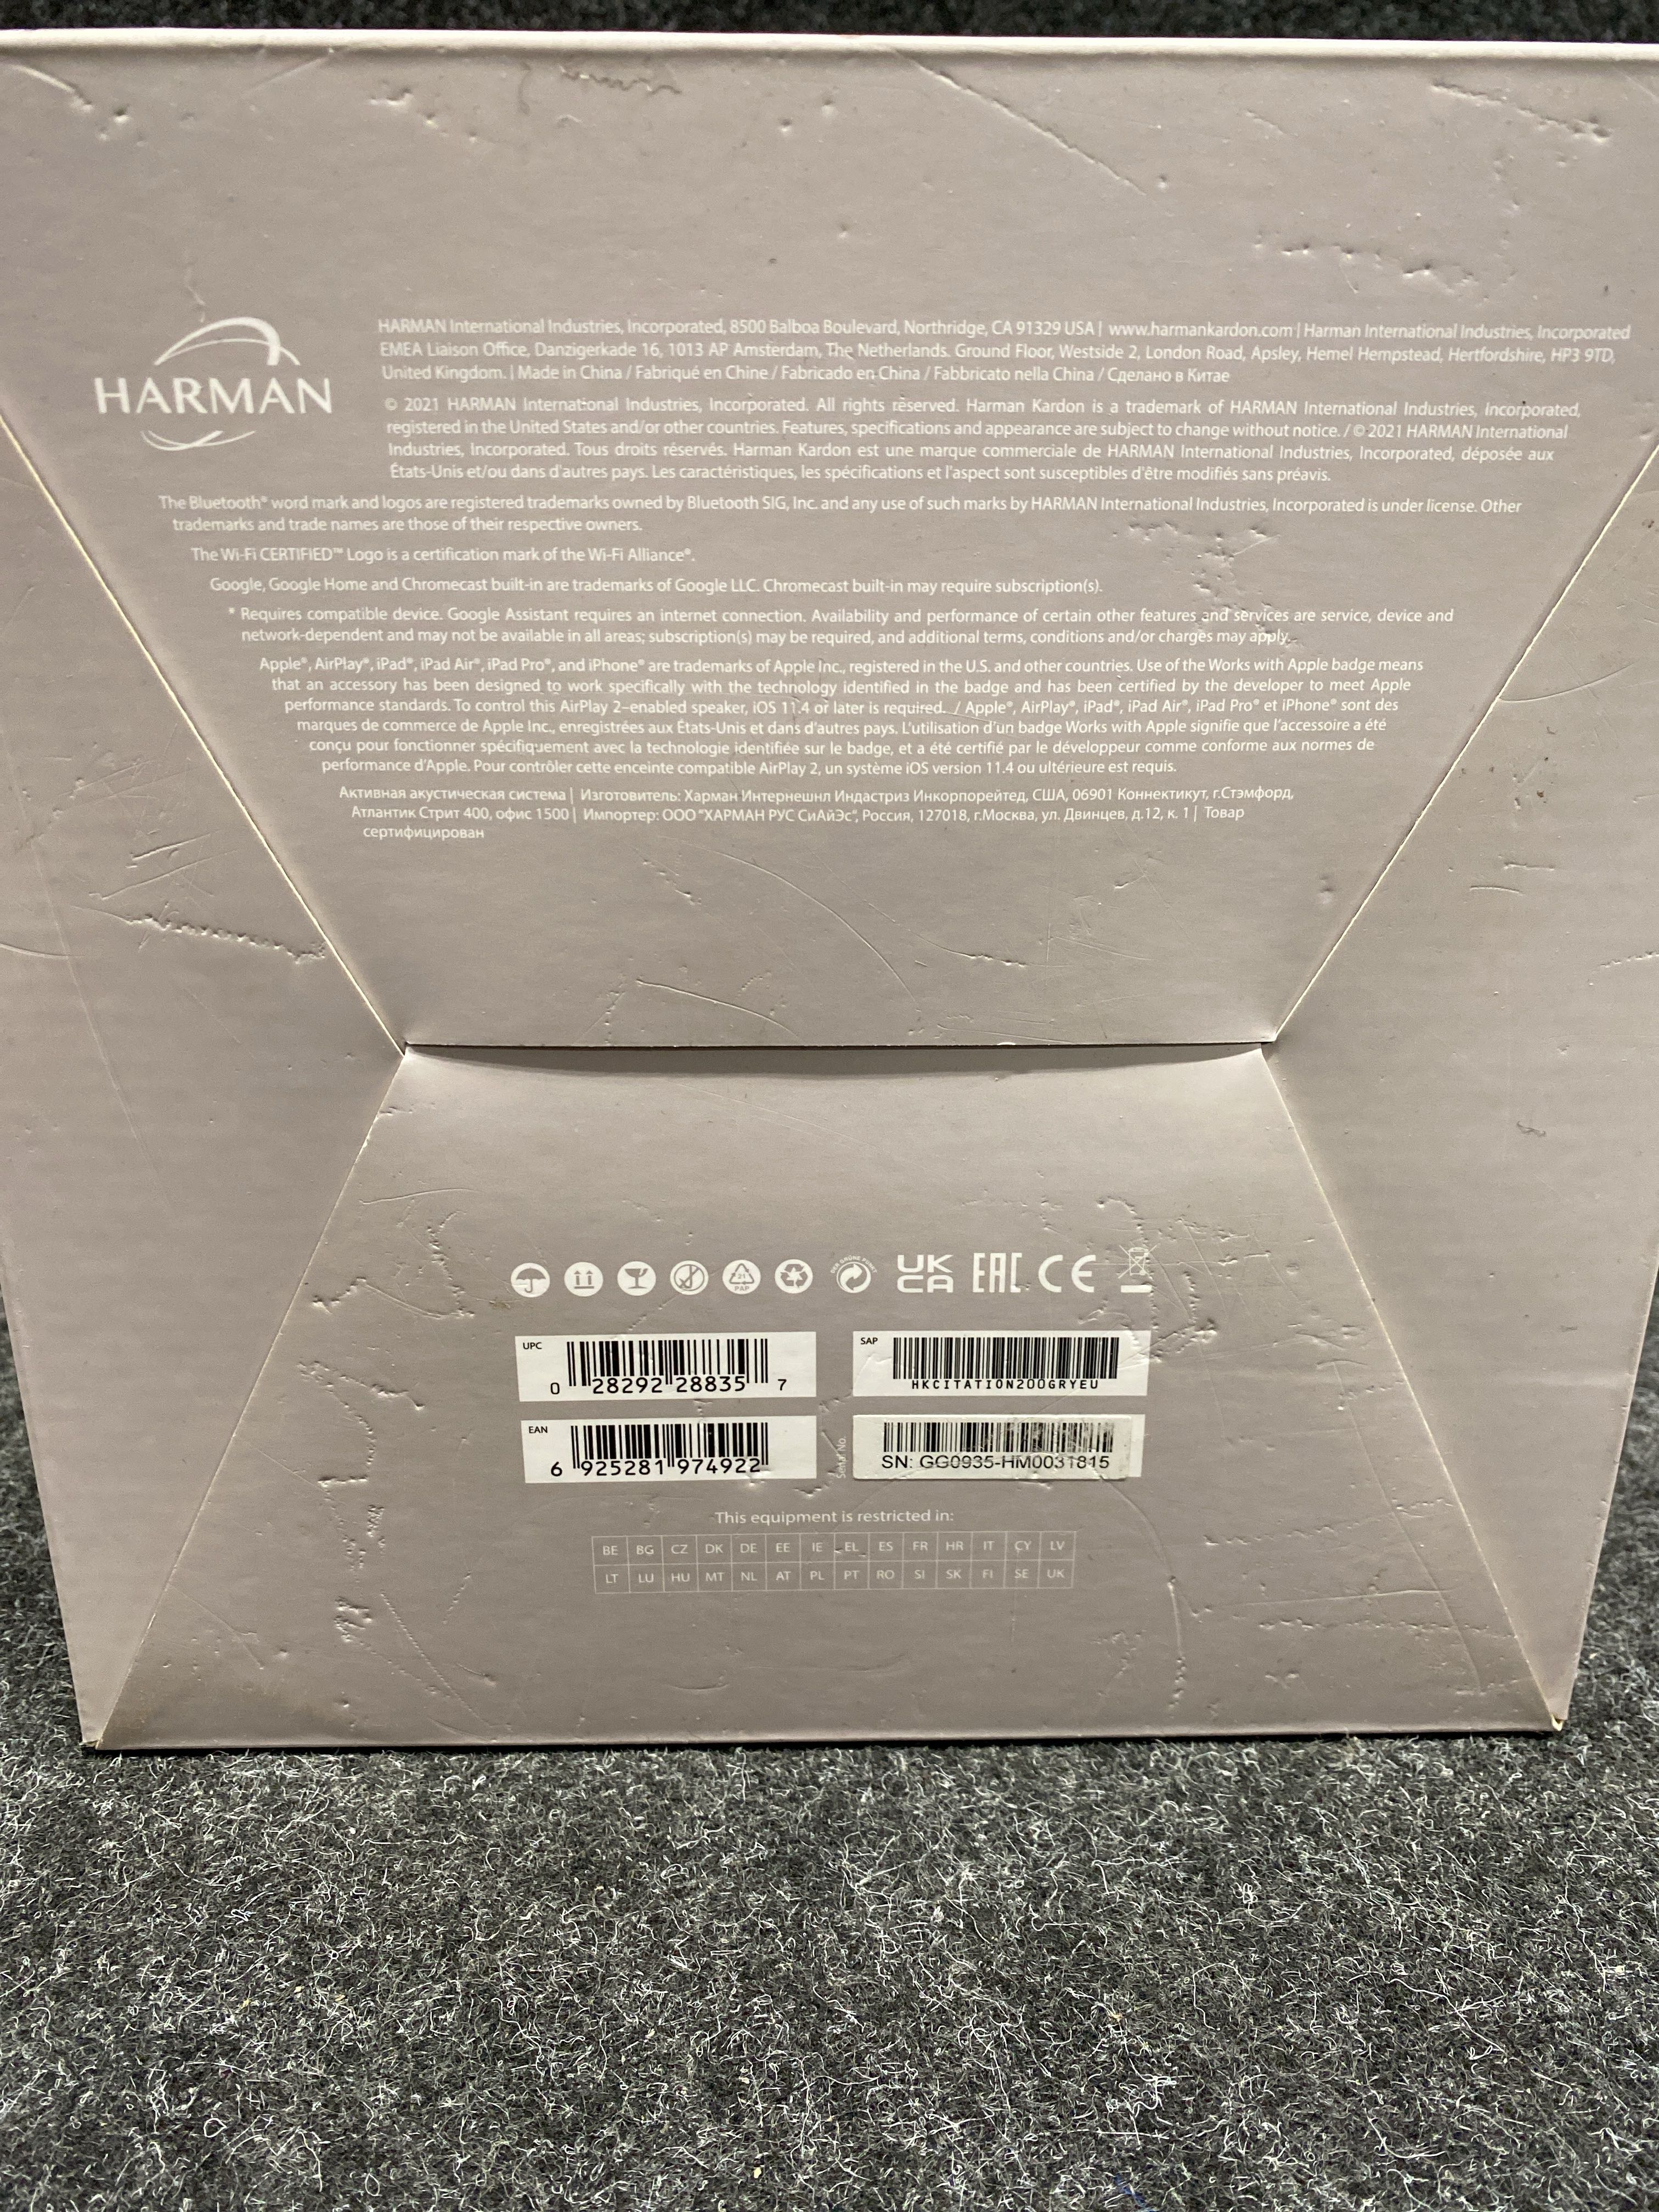 HARMAN
HARMAN International Industries, Incorporated, 8500 Balboa Boulevard, Northridge, CA 91329 USA | www.harmankardon.com | Harman International Industries, Incorporated
EMEA Liaison Office, Danzigerkade 16, 1013 AP Amsterdam, The Netherlands. Ground Floor, Westside 2, London Road, Apsley, Hemel Hempstead, Hertfordshire, HP3 9TD,
United Kingdom. | Made in China / Fabriqué en Chine / Fabricado en China / Fabbricato nella China / Сделано в Китае
© 2021 HARMAN International Industries, Incorporated. All rights reserved. Harman Kardon is a trademark of HARMAN International Industries, Incorporated,
registered in the United States and/or other countries. Features, specifications and appearance are subject to change without notice. / © 2021 HARMAN International
Industries, Incorporated. Tous droits réservés. Harman Kardon est une marque commerciale de HARMAN International Industries, Incorporated, déposée aux
États-Unis et/ou dans d'autres pays. Les caractéristiques, les spécifications et l'aspect sont susceptibles d'être modifiés sans préavis.
The Bluetooth® word mark and logos are registered trademarks owned by Bluetooth SIG, Inc. and any use of such marks by HARMAN International Industries, Incorporated is under license. Other
trademarks and trade names are those of their respective owners.
The Wi-Fi CERTIFIED™ Logo is a certification mark of the Wi-Fi Alliance®.
Google, Google Home and Chromecast built-in are trademarks of Google LLC. Chromecast built-in may require subscription(s).
* Requires compatible device. Google Assistant requires an internet connection. Availability and performance of certain other features and services are service, device and
network-dependent and may not be available in all areas; subscription(s) may be required, and additional terms, conditions and/or charges may apply.
Apple®, AirPlay®, iPad®, iPad Air®, iPad Pro®, and iPhone® are trademarks of Apple Inc., registered in the U.S. and other countries. Use of the Works with Apple badge means
that an accessory has been designed to work specifically with the technology identified in the badge and has been certified by the developer to meet Apple
performance standards. To control this AirPlay 2–enabled speaker, iOS 11.4 or later is required. / Apple®, AirPlay®, iPad®, iPad Air®, iPad Pro® et iPhone® sont des
marques de commerce de Apple Inc., enregistrées aux États-Unis et dans d'autres pays. L'utilisation d'un badge Works with Apple signifie que l'accessoire a été
conçu pour fonctionner spécifiquement avec la technologie identifiée sur le badge, et a été certifié par le développeur comme conforme aux normes de
performance d'Apple. Pour contrôler cette enceinte compatible AirPlay 2, un système iOS version 11.4 ou ultérieure est requis.
Активная акустическая система | Изготовитель: Харман Интернешнл Индастриз Инкорпорейтед, США, 06901 Коннектикут, г.Стэмфорд,
Атлантик Стрит 400, офис 1500 | Импортер: ООО "ХАРМАН РУС СиАйЭс", Россия, 127018, г.Москва, ул. Двинцев, д.12, к. 1 | Товар
сертифицирован
21 PAP DER GRÜNE PUNKT UK CA EAC CE
UPC 0 28292 28835 7
SAP HKCITATION200GRYEU
EAN 6 925281 974922
Serial No. SN: GG0935-HM0031815
This equipment is restricted in:
BE BG CZ DK DE EE IE EL ES FR HR IT CY LV
LT LU HU MT NL AT PL PT RO SI SK FI SE UK